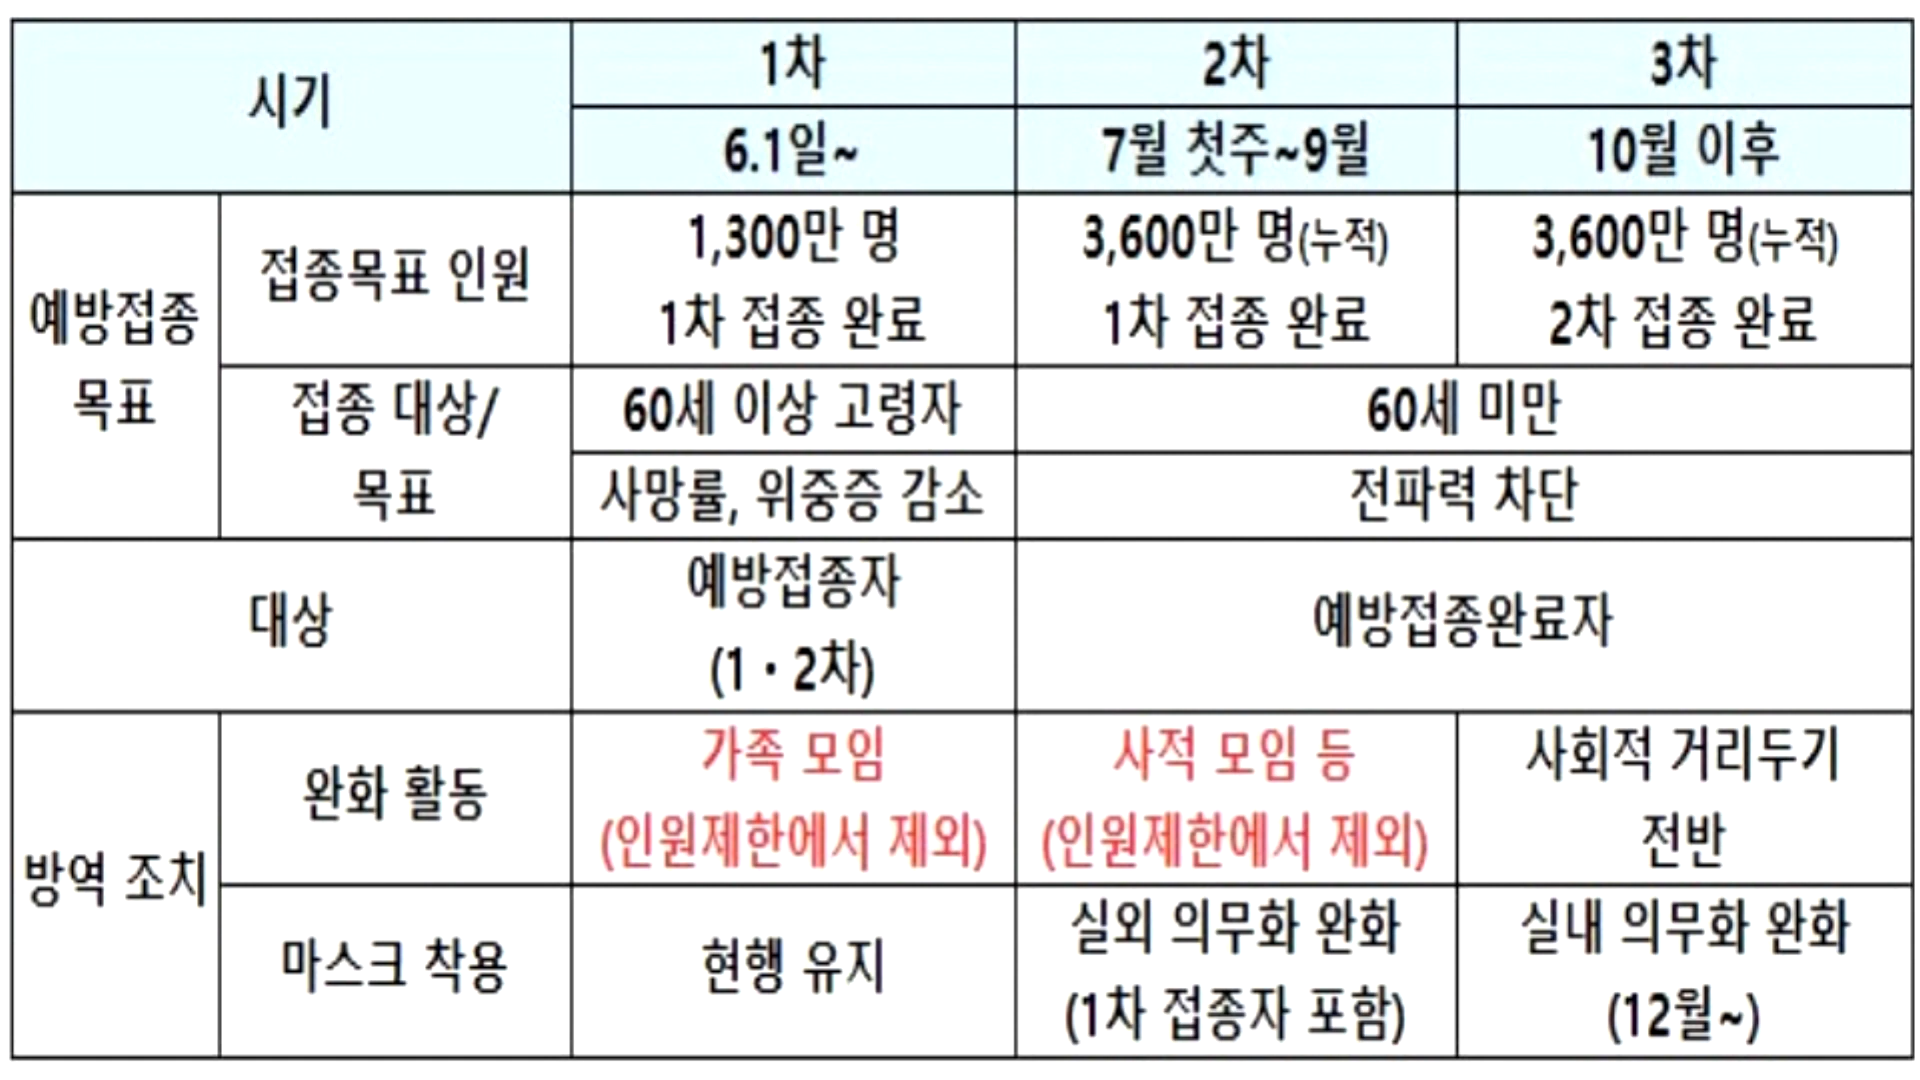 시기
1차
2차
3차
6.1일~
7월 첫주~9월
10월 이후
예방접종
목표
접종목표 인원
1,300만 명
1차 접종 완료
3,600만 명(누적)
1차 접종 완료
3,600만 명(누적)
2차 접종 완료
접종 대상/
목표
60세 이상 고령자
60세 미만
사망률, 위중증 감소
전파력 차단
대상
예방접종자
(1・2차)
예방접종완료자
방역 조치
완화 활동
가족 모임
(인원제한에서 제외)
사적 모임 등
(인원제한에서 제외)
사회적 거리두기
전반
마스크 착용
현행 유지
실외 의무화 완화
(1차 접종자 포함)
실내 의무화 완화
(12월~)